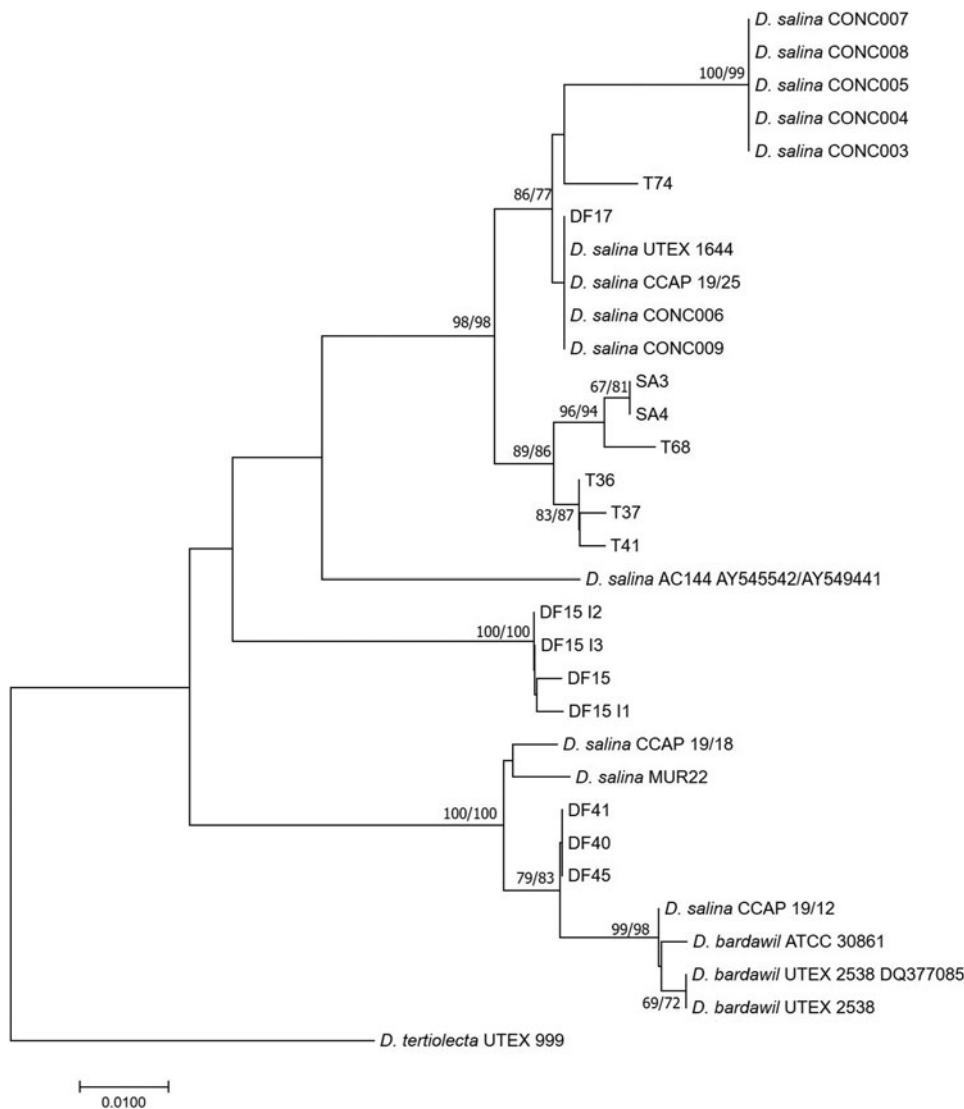 D. salina CONC007
D. salina CONC008
100/99
D. salina CONC005
D. salina CONC004
D. salina CONC003
T74
86/77
DF17
D. salina UTEX 1644
D. salina CCAP 19/25
D. salina CONC006
98/98
D. salina CONC009
67/81
SA3
96/94
SA4
89/86
T68
T36
83/87
T37
T41
D. salina AC144 AY545542/AY549441
DF15 I2
100/100
DF15 I3
DF15
DF15 I1
D. salina CCAP 19/18
D. salina MUR22
100/100
DF41
DF40
79/83
DF45
D. salina CCAP 19/12
99/98
D. bardawil ATCC 30861
D. bardawil UTEX 2538 DQ377085
69/72
D. bardawil UTEX 2538
D. tertiolecta UTEX 999
0.0100